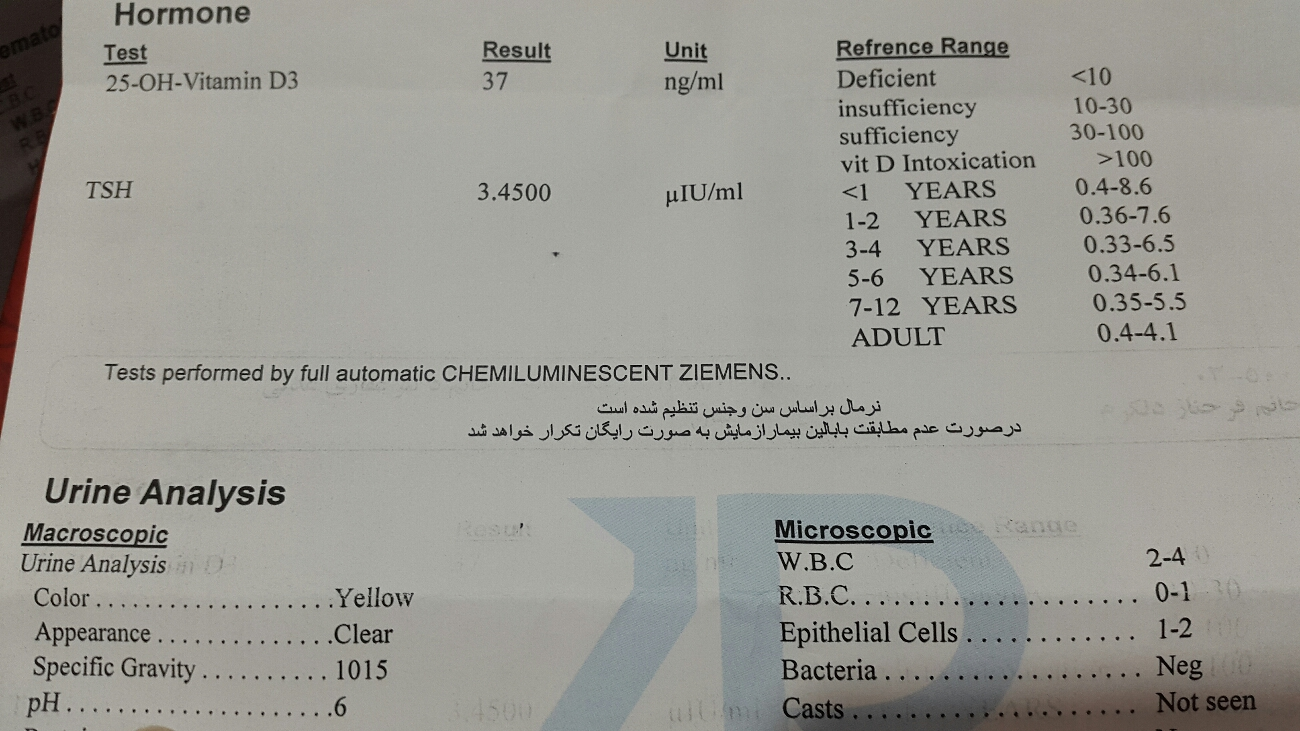 Hormone
Test Result Unit Refrence Range
25-OH-Vitamin D3 37 ng/ml Deficient <10
insufficiency 10-30
sufficiency 30-100
vit D Intoxication >100
TSH 3.4500 µIU/ml <1 YEARS 0.4-8.6
1-2 YEARS 0.36-7.6
3-4 YEARS 0.33-6.5
5-6 YEARS 0.34-6.1
7-12 YEARS 0.35-5.5
ADULT 0.4-4.1
Tests performed by full automatic CHEMILUMINESCENT ZIEMENS..
نرمال براساس سن وجنس تنظیم شده است
درصورت عدم مطابقت بابالین بیمارازمایش به صورت رایگان تکرار خواهد شد
Urine Analysis
Macroscopic
Urine Analysis
Color....................Yellow
Appearance..............Clear
Specific Gravity..........1015
pH......................6
Microscopic
W.B.C 2-4
R.B.C.................... 0-1
Epithelial Cells............ 1-2
Bacteria.................. Neg
Casts.................... Not seen